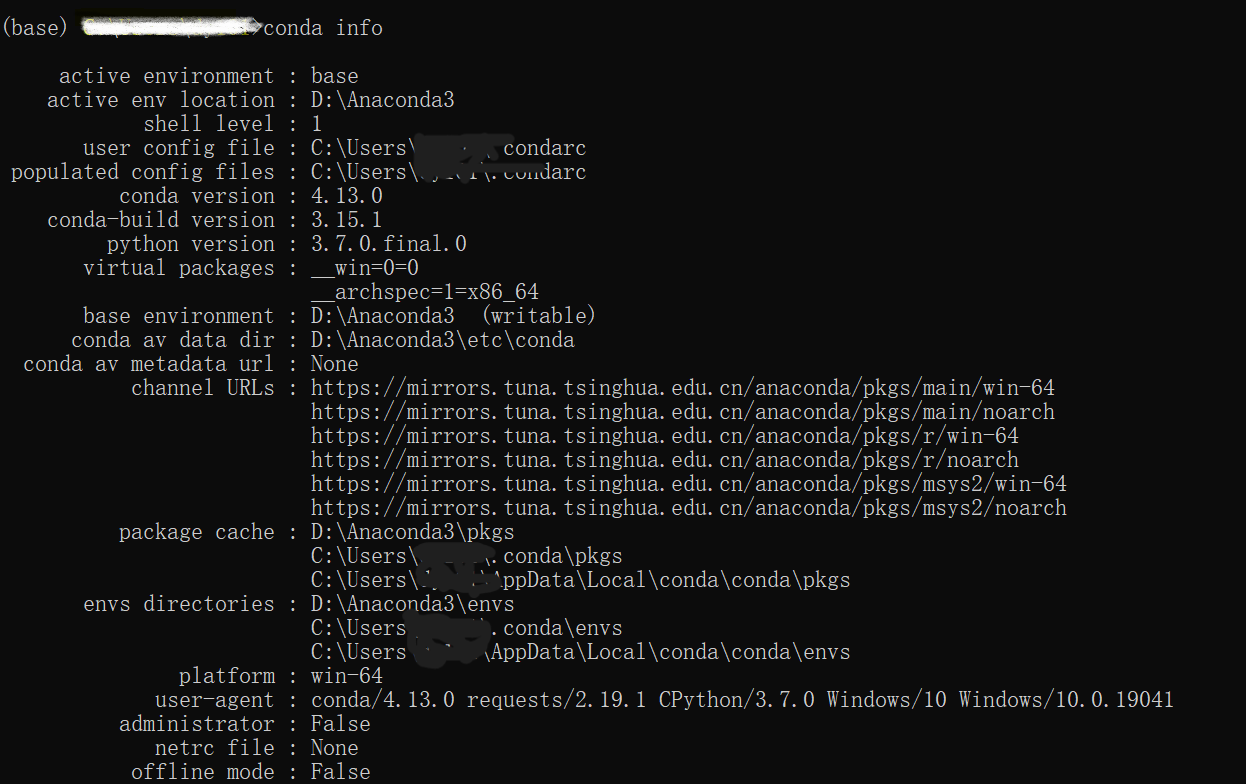 (base) conda info
active environment : base
active env location : D:\Anaconda3
shell level : 1
user config file : C:\Users\.condarc
populated config files : C:\Users\.condarc
conda version : 4.13.0
conda-build version : 3.15.1
python version : 3.7.0.final.0
virtual packages : __win=0=0
__archspec=1=x86_64
base environment : D:\Anaconda3  (writable)
conda av data dir : D:\Anaconda3\etc\conda
conda av metadata url : None
channel URLs : https://mirrors.tuna.tsinghua.edu.cn/anaconda/pkgs/main/win-64
https://mirrors.tuna.tsinghua.edu.cn/anaconda/pkgs/main/noarch
https://mirrors.tuna.tsinghua.edu.cn/anaconda/pkgs/r/win-64
https://mirrors.tuna.tsinghua.edu.cn/anaconda/pkgs/r/noarch
https://mirrors.tuna.tsinghua.edu.cn/anaconda/pkgs/msys2/win-64
https://mirrors.tuna.tsinghua.edu.cn/anaconda/pkgs/msys2/noarch
package cache : D:\Anaconda3\pkgs
C:\Users\ .conda\pkgs
C:\Users\ AppData\Local\conda\conda\pkgs
envs directories : D:\Anaconda3\envs
C:\Users .conda\envs
C:\Users \AppData\Local\conda\conda\envs
platform : win-64
user-agent : conda/4.13.0 requests/2.19.1 CPython/3.7.0 Windows/10 Windows/10.0.19041
administrator : False
netrc file : None
offline mode : False